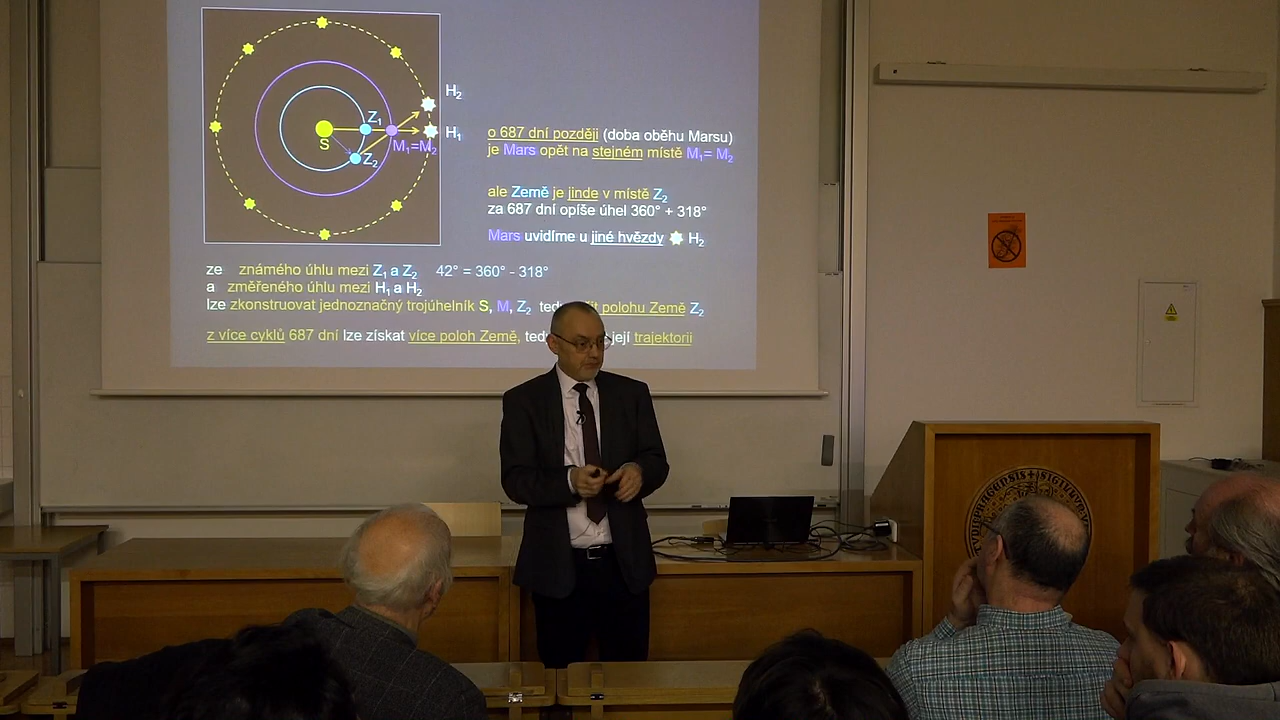 H₂
Z₁
H₁
S
M₁=M₂
Z₂
o 687 dní později (doba oběhu Marsu)
je Mars opět na stejném místě M₁= M₂
ale Země je jinde v místě Z₂
za 687 dní opíše úhel 360° + 318°
Mars uvidíme u jiné hvězdy H₂
ze známého úhlu mezi Z₁ a Z₂ 42° = 360° - 318°
a změřeného úhlu mezi H₁ a H₂
lze zkonstruovat jednoznačný trojúhelník S, M, Z₂ polohu Země Z₂
z více cyklů 687 dní lze získat více poloh Země, její trajektorii